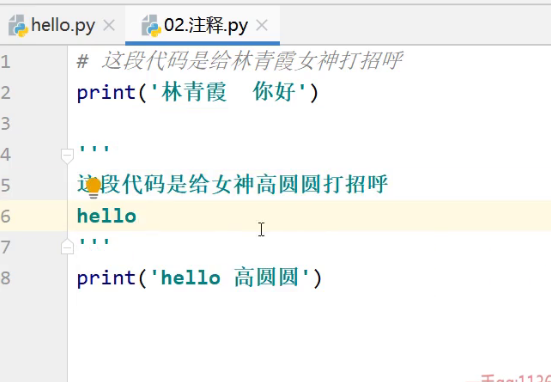 hello.py 02.注释.py
1 # 这段代码是给林青霞女神打招呼
2 print('林青霞  你好')
3
4 '''
5 这段代码是给女神高圆圆打招呼
6 hello
7 '''
8 print('hello 高圆圆')